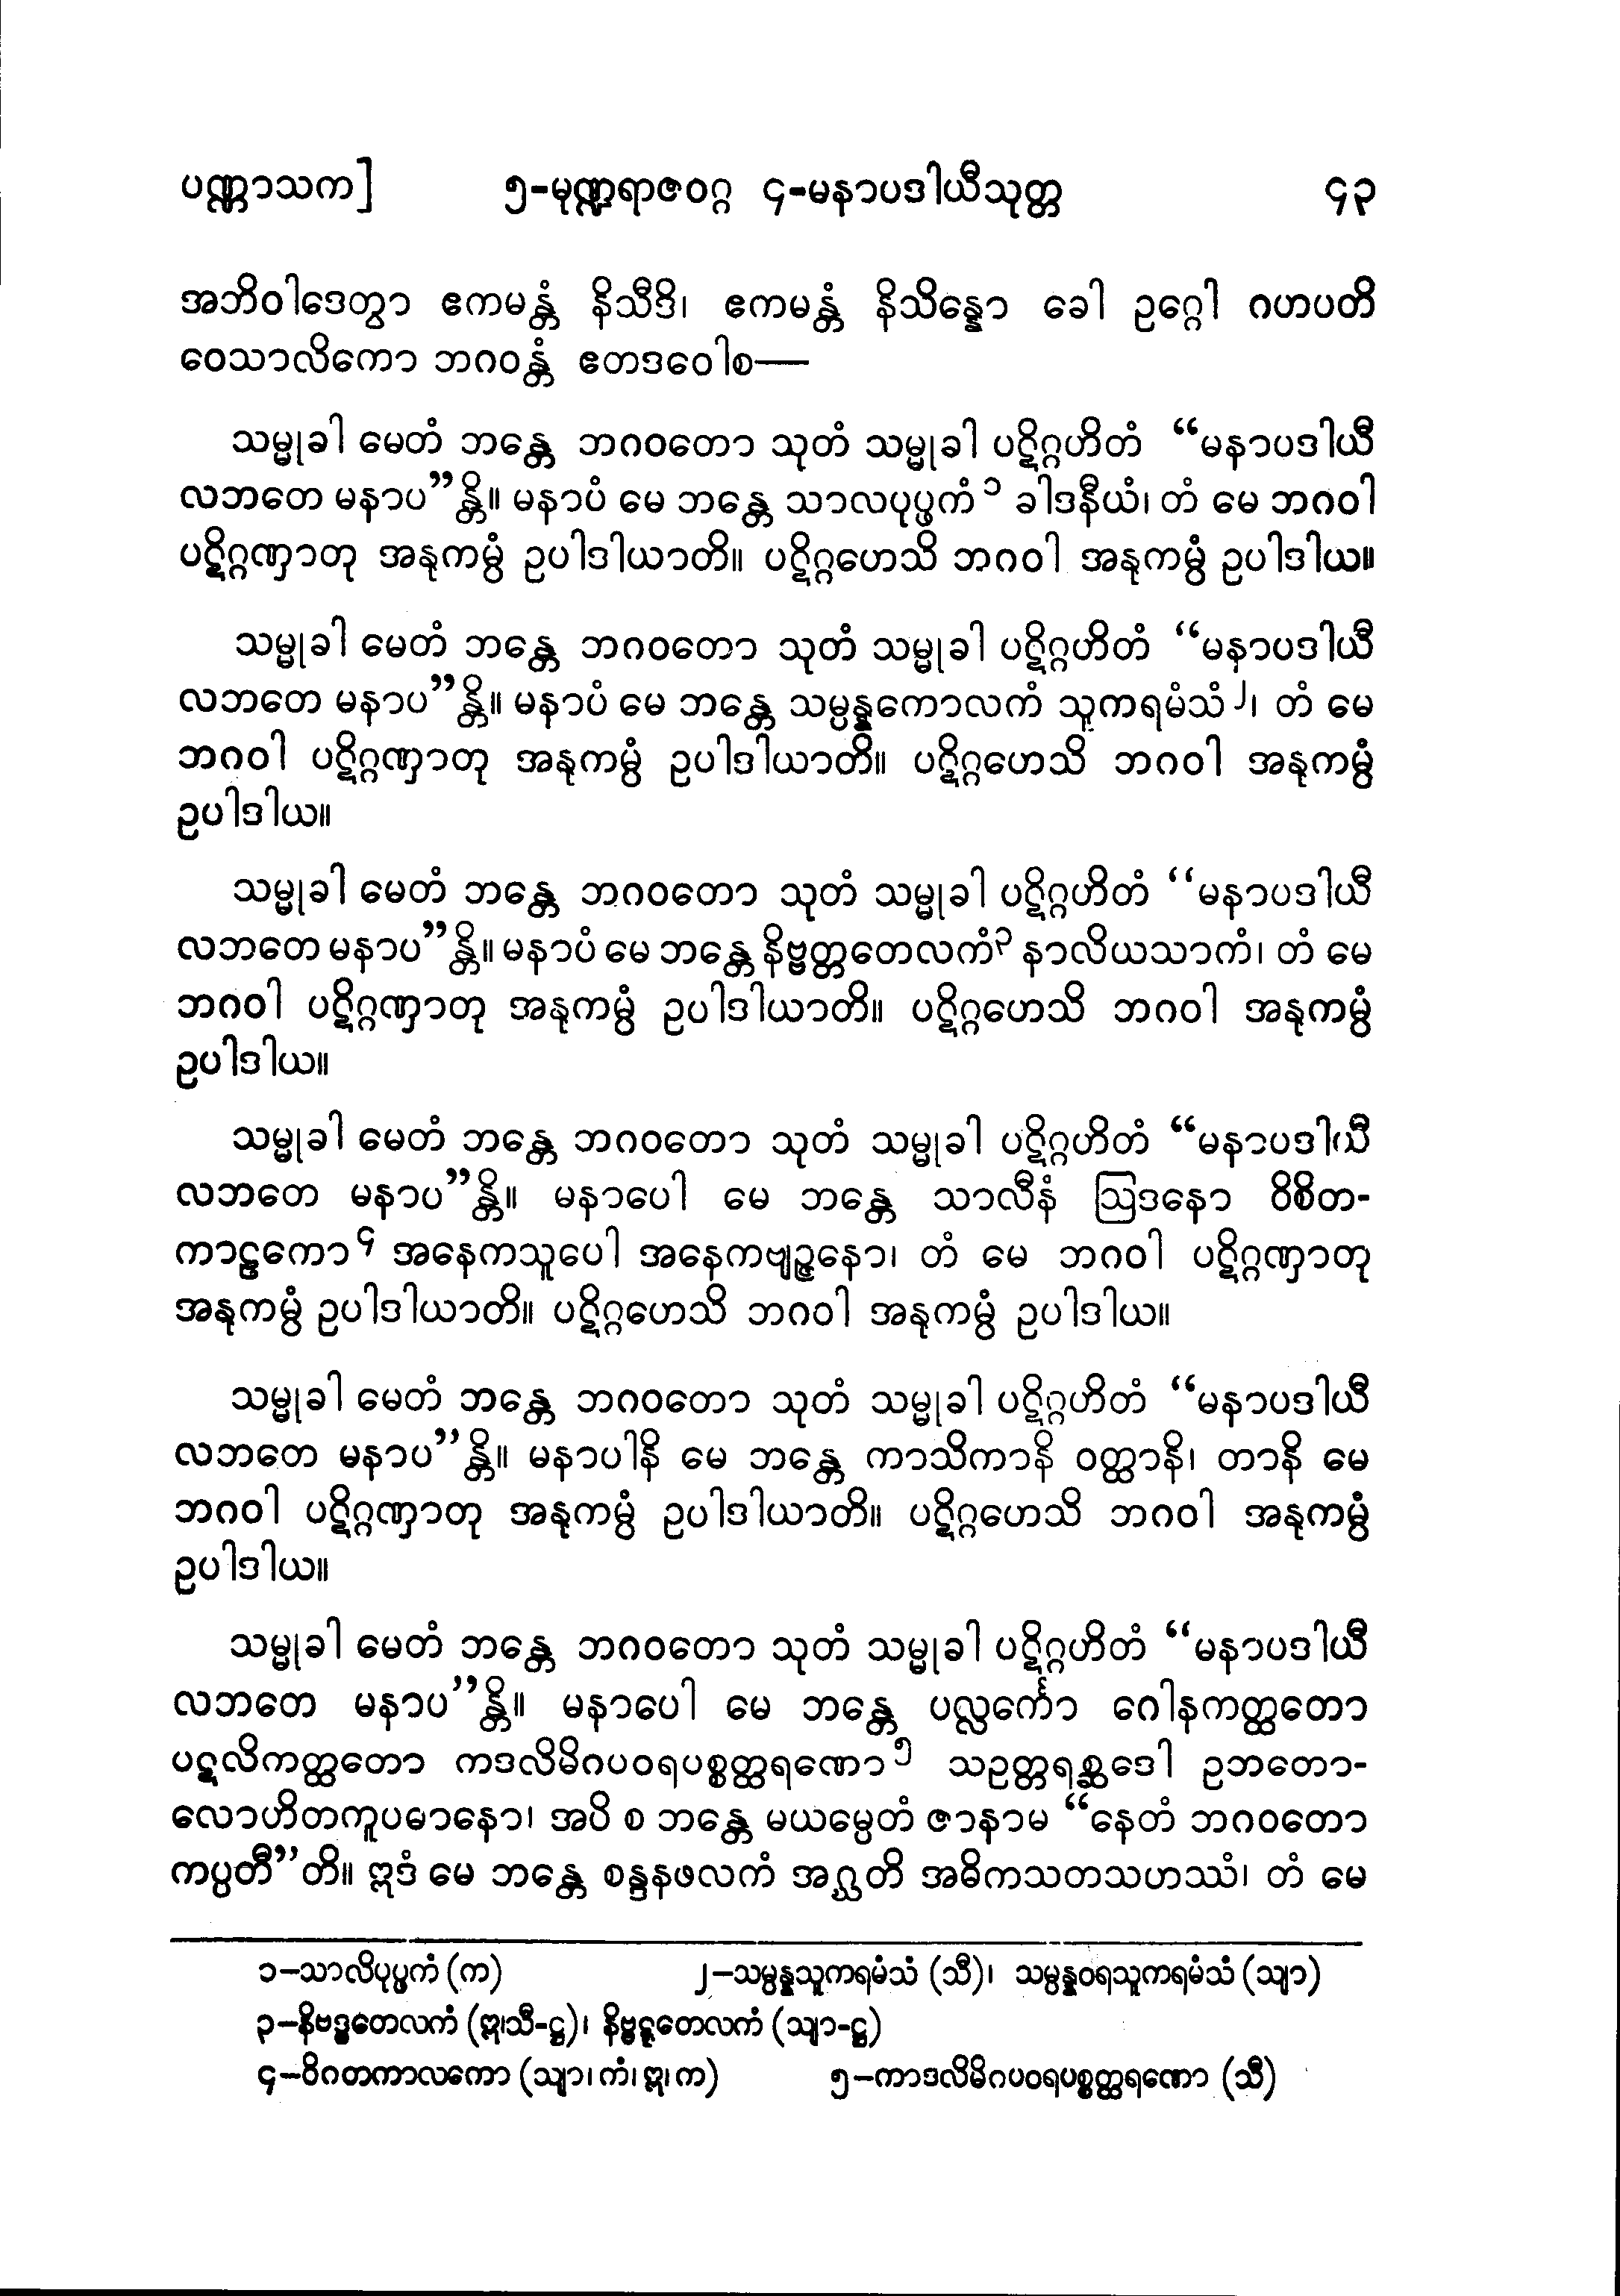 ပဏ္ဏာသက] ၅-မုဏ္ဍရာဇဝဂ္ဂ ၄-မနာပဒါယီသုတ္တ ၄၃
အဘိဝါဒေတွာ ဧကမန္တံ နိသီဒိ၊ ဧကမန္တံ နိသိန္နော ခေါ ဥဂ္ဂေါ ဂဟပတိ
ဝေသာလိကော ဘဂဝန္တံ ဧတဒဝေါစ—
သမ္မုခါ မေတံ ဘန္တေ ဘဂဝတော သုတံ သမ္မုခါ ပဋိဂ္ဂဟိတံ “မနာပဒါယီ
လဘတေ မနာပ”န္တိ။ မနာပံ မေ ဘန္တေ သာလပုပ္ဖကံ၁ ခါဒနီယံ၊ တံ မေ ဘဂဝါ
ပဋိဂ္ဂဏှာတု အနုကမ္ပံ ဥပါဒါယာတိ။ ပဋိဂ္ဂဟေသိ ဘဂဝါ အနုကမ္ပံ ဥပါဒါယ။
သမ္မုခါ မေတံ ဘန္တေ ဘဂဝတော သုတံ သမ္မုခါ ပဋိဂ္ဂဟိတံ “မနာပဒါယီ
လဘတေ မနာပ”န္တိ။ မနာပံ မေ ဘန္တေ သမ္ပန္နကောလကံ သူကရမံသံ၂၊ တံ မေ
ဘဂဝါ ပဋိဂ္ဂဏှာတု အနုကမ္ပံ ဥပါဒါယာတိ။ ပဋိဂ္ဂဟေသိ ဘဂဝါ အနုကမ္ပံ
ဥပါဒါယ။
သမ္မုခါ မေတံ ဘန္တေ ဘဂဝတော သုတံ သမ္မုခါ ပဋိဂ္ဂဟိတံ “မနာပဒါယီ
လဘတေ မနာပ”န္တိ။ မနာပံ မေ ဘန္တေ နိဗ္ဗတ္တတေလကံ၃ နာလိယသာကံ၊ တံ မေ
ဘဂဝါ ပဋိဂ္ဂဏှာတု အနုကမ္ပံ ဥပါဒါယာတိ။ ပဋိဂ္ဂဟေသိ ဘဂဝါ အနုကမ္ပံ
ဥပါဒါယ။
သမ္မုခါ မေတံ ဘန္တေ ဘဂဝတော သုတံ သမ္မုခါ ပဋိဂ္ဂဟိတံ “မနာပဒါယီ
လဘတေ မနာပ”န္တိ။ မနာပေါ မေ ဘန္တေ သာလီနံ ဩဒနော ဝိစိတ-
ကာဠကော၄ အနေကသူပေါ အနေကဗျဉ္ဇနော၊ တံ မေ ဘဂဝါ ပဋိဂ္ဂဏှာတု
အနုကမ္ပံ ဥပါဒါယာတိ။ ပဋိဂ္ဂဟေသိ ဘဂဝါ အနုကမ္ပံ ဥပါဒါယ။
သမ္မုခါ မေတံ ဘန္တေ ဘဂဝတော သုတံ သမ္မုခါ ပဋိဂ္ဂဟိတံ “မနာပဒါယီ
လဘတေ မနာပ”န္တိ။ မနာပါနိ မေ ဘန္တေ ကာသိကာနိ ဝတ္ထာနိ၊ တာနိ မေ
ဘဂဝါ ပဋိဂ္ဂဏှာတု အနုကမ္ပံ ဥပါဒါယာတိ။ ပဋိဂ္ဂဟေသိ ဘဂဝါ အနုကမ္ပံ
ဥပါဒါယ။
သမ္မုခါ မေတံ ဘန္တေ ဘဂဝတော သုတံ သမ္မုခါ ပဋိဂ္ဂဟိတံ “မနာပဒါယီ
လဘတေ မနာပ”န္တိ။ မနာပေါ မေ ဘန္တေ ပလ္လင်္ကော ဂေါနကတ္ထတော
ပဋလိကတ္ထတော ကဒလိမိဂပဝရပစ္စတ္ထရဏော၅ သဥတ္တရစ္ဆဒေါ ဥဘတော-
လောဟိတကူပဓာနော၊ အပိ စ ဘန္တေ မယမ္ပေတံ ဇာနာမ “နေတံ ဘဂဝတော
ကပ္ပတီ”တိ။ ဣဒံ မေ ဘန္တေ စန္ဒနဖလကံ အဂ္ဃတိ အဓိကသတသဟဿံ၊ တံ မေ
၁—သာလိပုပ္ဖကံ (က) ၂—သမ္ပန္နသူကရမံသံ (သီ)၊ သမ္ပန္နဝရသူကရမံသံ (သျာ)
၃—နိဗဒ္ဓတေလကံ (ဣ၊သီ-ဋ္ဌ)၊ နိဗ္ဗဋ္ဋတေလကံ (သျာ-ဋ္ဌ)
၄—ဝိဂတကာလကော (သျာ၊ ကံ၊ ဣ၊ က) ၅—ကာဒလိမိဂပဝရပစ္စတ္ထရဏော (သီ)